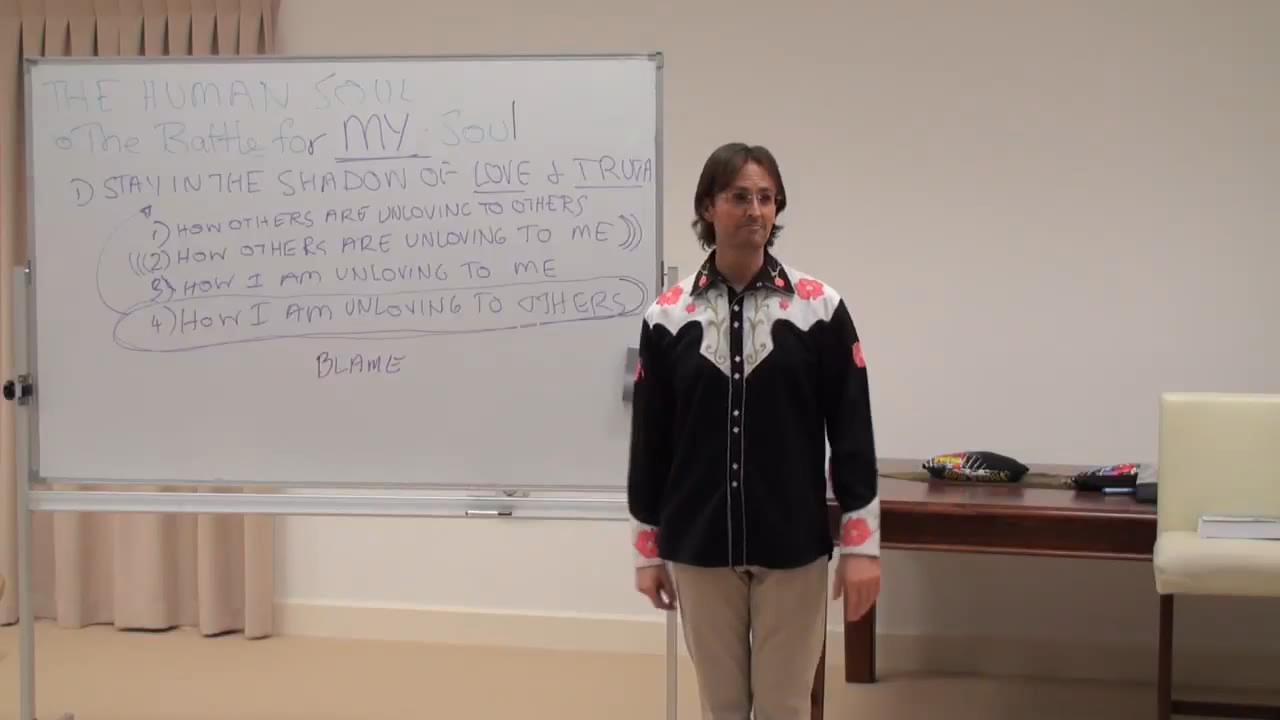 THE HUMAN SOUL
The Battle for MY Soul
1) STAY IN THE SHADOW OF LOVE & TRUTH
1) HOW OTHERS ARE UNLOVING TO OTHERS
(((2) HOW OTHERS ARE UNLOVING TO ME)))
3) HOW I AM UNLOVING TO ME
4) HOW I AM UNLOVING TO OTHERS
BLAME